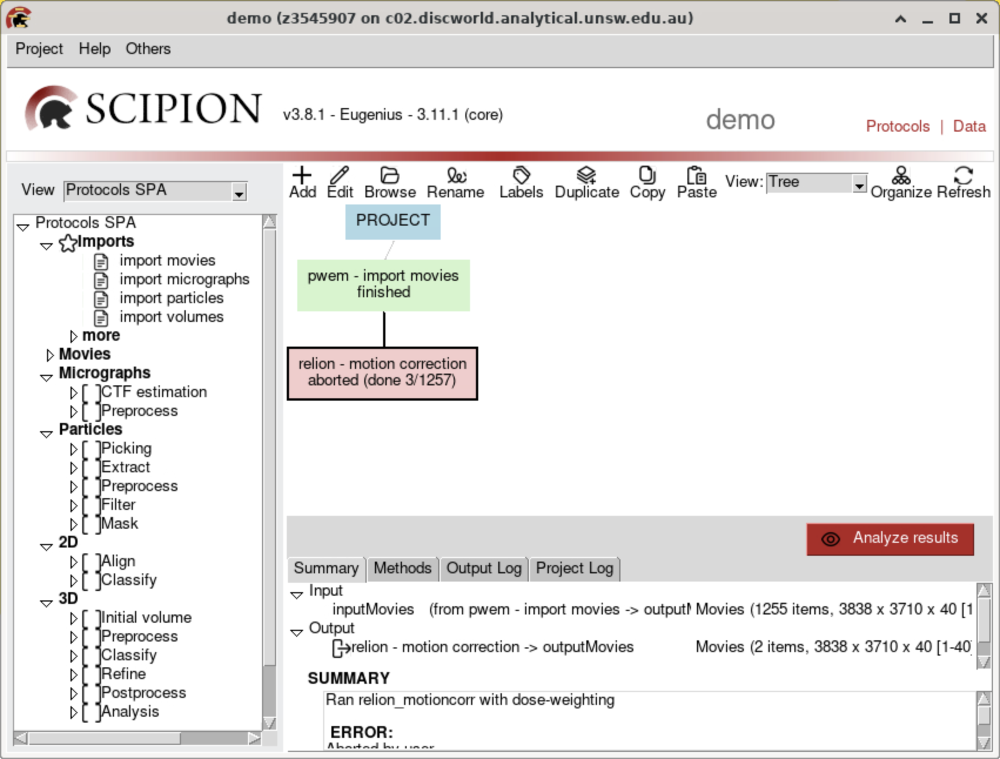 demo (z3545907 on c02.discworld.analytical.unsw.edu.au)
Project Help Others
SCIPION v3.8.1 - Eugenius - 3.11.1 (core) demo Protocols | Data
View Protocols SPA
Protocols SPA
Imports
import movies
import micrographs
import particles
import volumes
more
Movies
Micrographs
CTF estimation
Preprocess
Particles
Picking
Extract
Preprocess
Filter
Mask
2D
Align
Classify
3D
Initial volume
Preprocess
Classify
Refine
Postprocess
Analysis
Add Edit Browse Rename Labels Duplicate Copy Paste View: Tree Organize Refresh
PROJECT
pwem - import movies
finished
relion - motion correction
aborted (done 3/1257)
Analyze results
Summary Methods Output Log Project Log
Input
inputMovies (from pwem - import movies -> output Movies (1255 items, 3838 x 3710 x 40 [1
Output
relion - motion correction -> outputMovies Movies (2 items, 3838 x 3710 x 40 [1-40]
SUMMARY
Ran relion_motioncorr with dose-weighting
ERROR:
Aborted by user